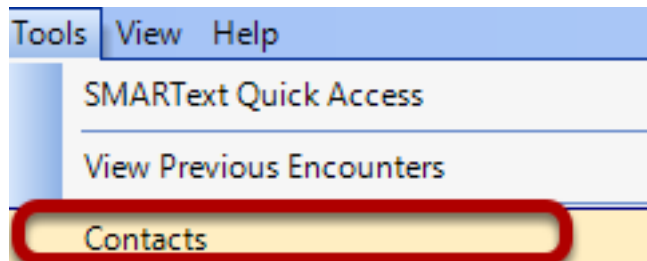 Tools View Help
SMARText Quick Access
View Previous Encounters
Contacts